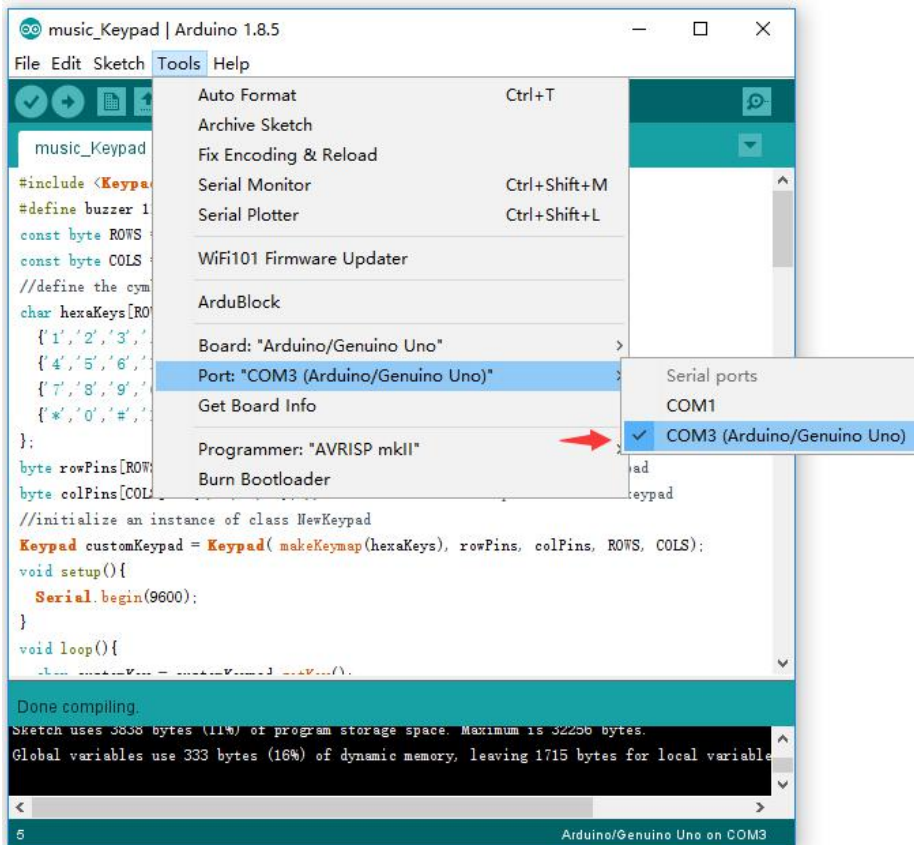 music_Keypad | Arduino 1.8.5
File Edit Sketch Tools Help
music_Keypad
Auto Format Ctrl+T
Archive Sketch
Fix Encoding & Reload
Serial Monitor Ctrl+Shift+M
Serial Plotter Ctrl+Shift+L
WiFi101 Firmware Updater
ArduBlock
Board: "Arduino/Genuino Uno"
Port: "COM3 (Arduino/Genuino Uno)"
Get Board Info
Programmer: "AVRISP mkII"
Burn Bootloader
Serial ports
COM1
COM3 (Arduino/Genuino Uno)
#include <Keypa
#define buzzer 1
const byte ROWS
const byte COLS
//define the cym
char hexaKeys[RO
{'1','2','3','
{'4','5','6','
{'7','8','9','
{'*','0','#','
};
byte rowPins[ROW ad
byte colPins[COL eypad
//initialize an instance of class NewKeypad
Keypad customKeypad = Keypad( makeKeymap(hexaKeys), rowPins, colPins, ROWS, COLS);
void setup(){
Serial.begin(9600);
}
void loop(){
Done compiling.
Sketch uses 3838 bytes (11%) of program storage space. Maximum is 32256 bytes.
Global variables use 333 bytes (16%) of dynamic memory, leaving 1715 bytes for local variable
5 Arduino/Genuino Uno on COM3